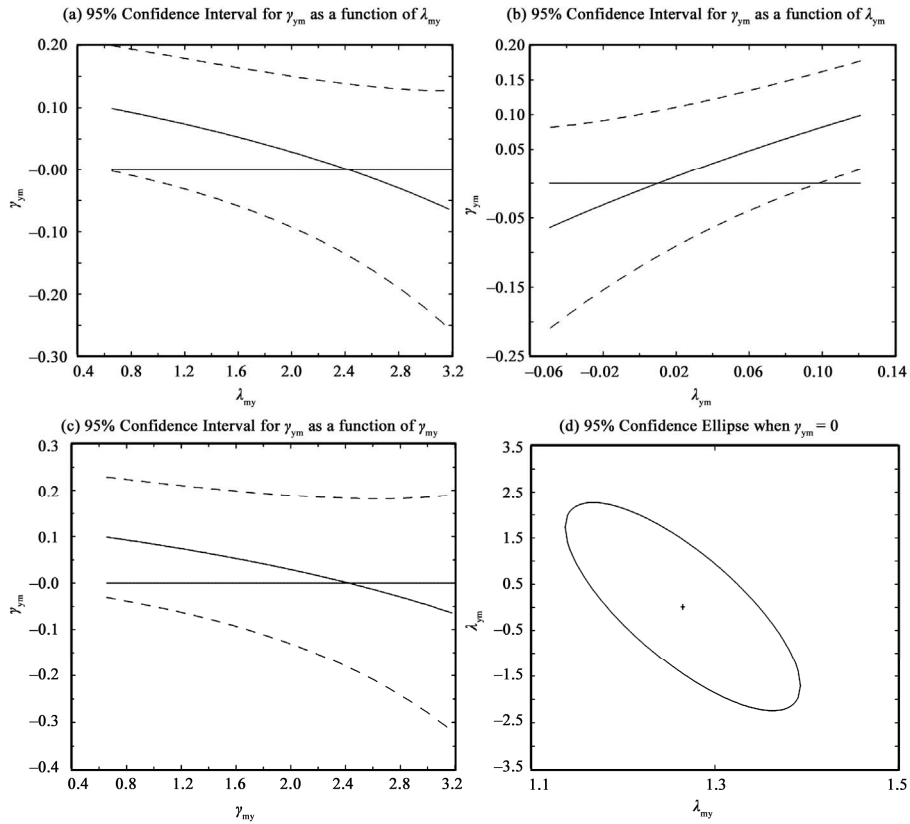 (a) 95% Confidence Interval for γym as a function of λmy
0.20
0.10
−0.00
−0.10
−0.20
−0.30
γym
0.4 0.8 1.2 1.6 2.0 2.4 2.8 3.2
λmy
(b) 95% Confidence Interval for γym as a function of λym
0.20
0.15
0.10
0.05
−0.05
−0.15
−0.25
γym
−0.06 −0.02 0.02 0.06 0.10 0.14
λym
(c) 95% Confidence Interval for γym as a function of γmy
0.3
0.2
0.1
−0.0
−0.1
−0.2
−0.3
−0.4
γym
0.4 0.8 1.2 1.6 2.0 2.4 2.8 3.2
γmy
(d) 95% Confidence Ellipse when γym = 0
3.5
2.5
1.5
0.5
−0.5
−1.5
−2.5
−3.5
λym
1.1 1.3 1.5
λmy